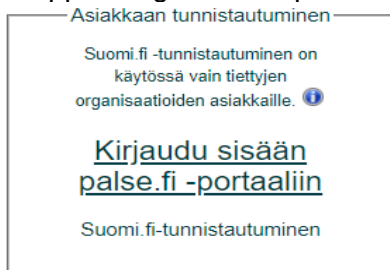 Asiakkaan tunnistautuminen
Suomi.fi -tunnistautuminen on
käytössä vain tiettyjen
organisaatioiden asiakkaille.
Kirjaudu sisään
palse.fi -portaaliin
Suomi.fi-tunnistautuminen